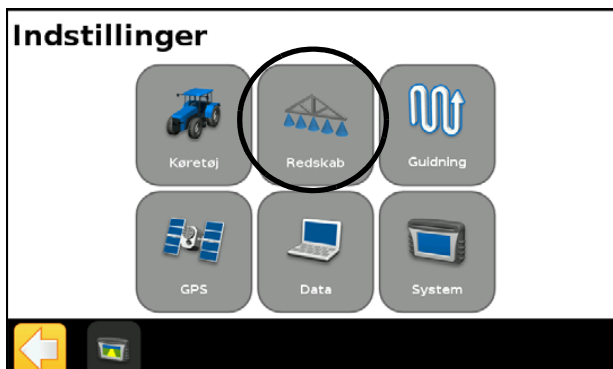 Indstillinger
Køretøj Redskab Guidning
GPS Data System